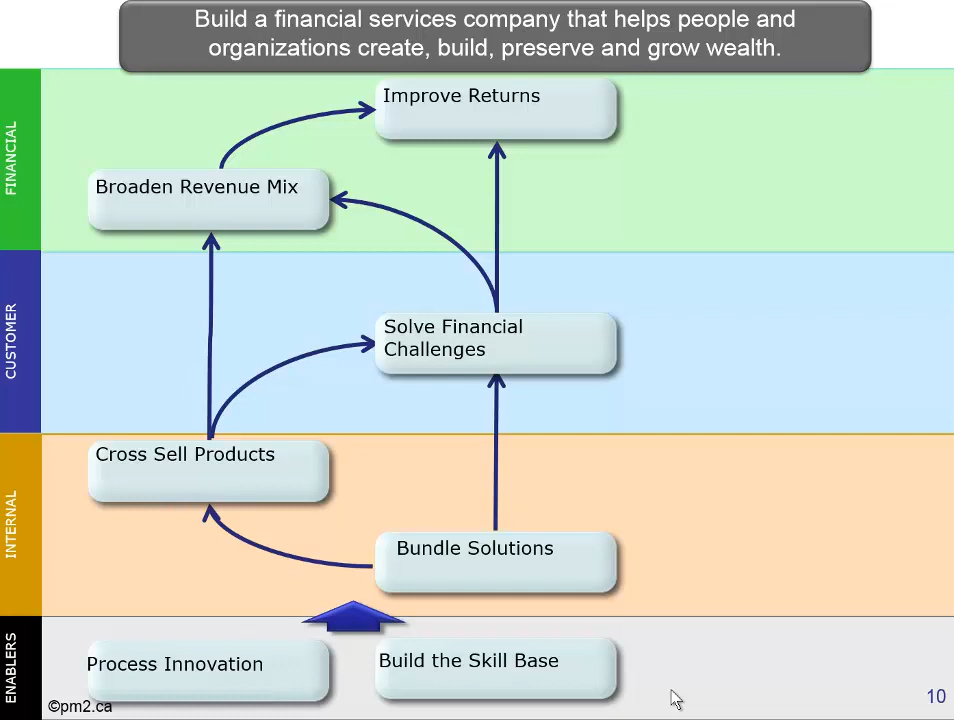 Build a financial services company that helps people and
organizations create, build, preserve and grow wealth.
FINANCIAL
Improve Returns
Broaden Revenue Mix
CUSTOMER
Solve Financial
Challenges
INTERNAL
Cross Sell Products
Bundle Solutions
ENABLERS
Process Innovation
Build the Skill Base
©pm2.ca
10